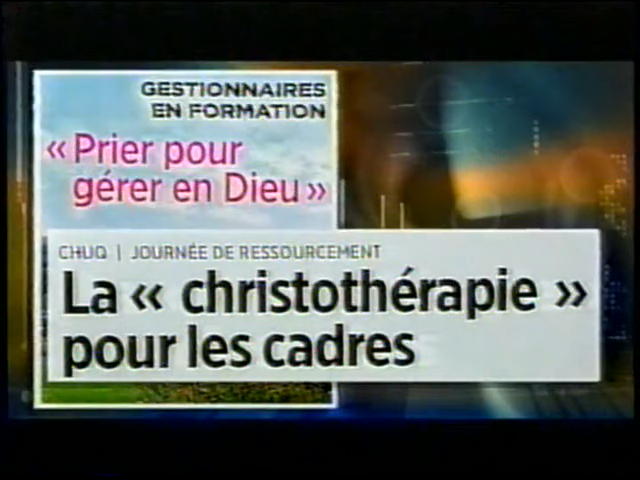 GESTIONNAIRES
EN FORMATION
« Prier pour
gérer en Dieu »
CHUQ | JOURNÉE DE RESSOURCEMENT
La « christothérapie »
pour les cadres